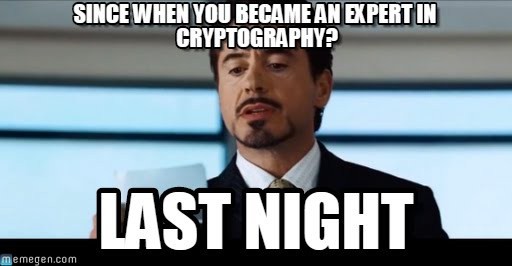 SINCE WHEN YOU BECAME AN EXPERT IN
CRYPTOGRAPHY?
LAST NIGHT
memegen.com